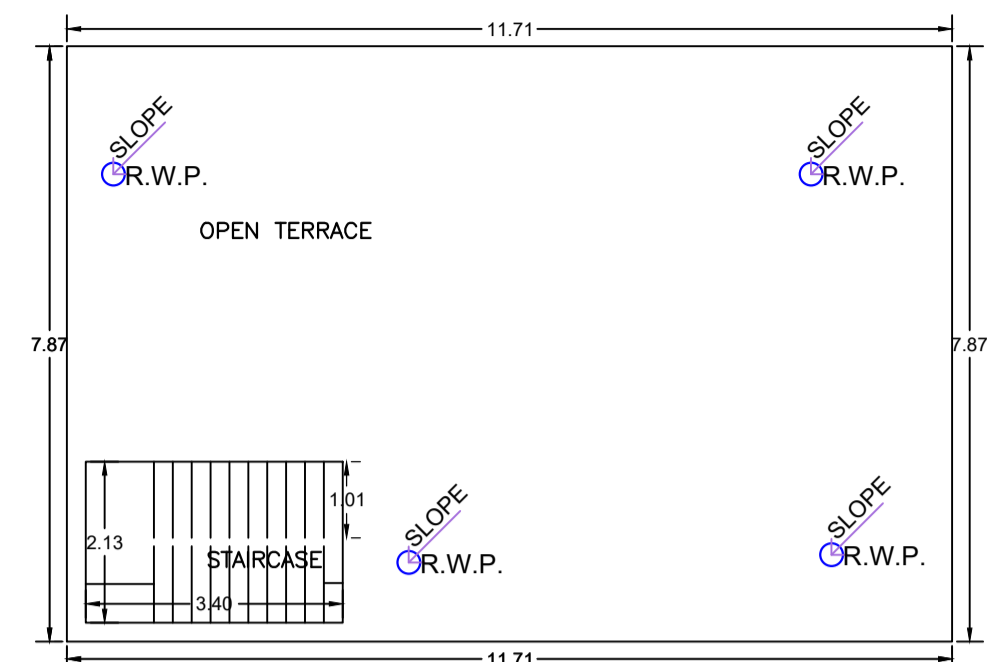 11.71
SLOPE
R.W.P.
SLOPE
R.W.P.
OPEN TERRACE
7.87
7.87
1.01
2.13
STAIRCASE
3.40
SLOPE
R.W.P.
SLOPE
R.W.P.
11.71